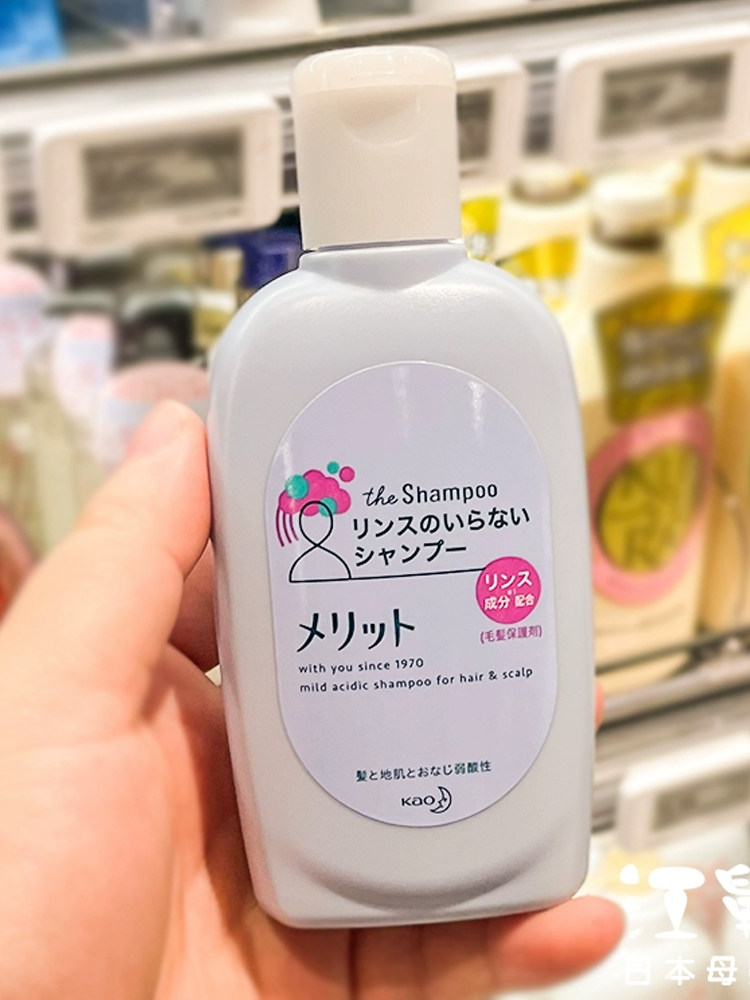 the Shampoo
リンスのいらない
シャンプー
リンス
成分 配合
メリット
(毛髪保護剤)
with you since 1970
mild acidic shampoo for hair & scalp
髪と地肌とおなじ弱酸性
Kao
日本母